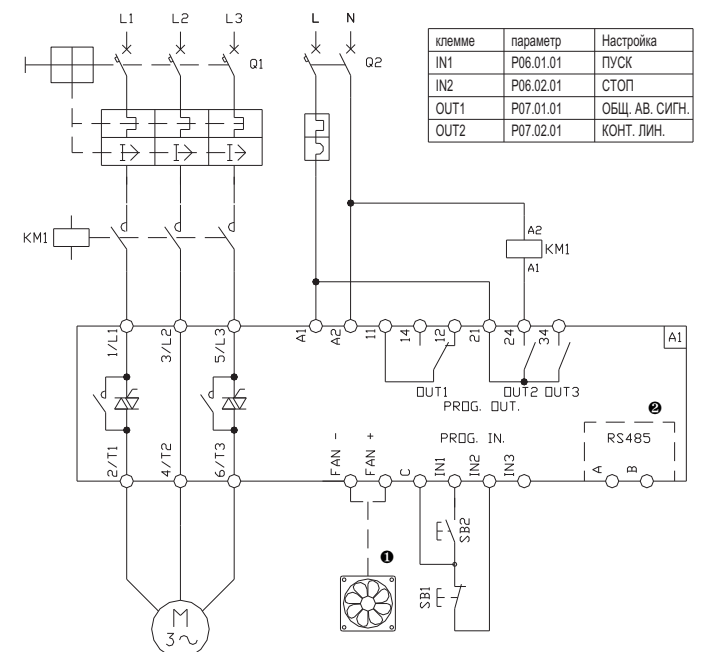 L1 L2 L3 L N
Q1 Q2
клемме параметр Настройка
IN1 P06.01.01 ПУСК
IN2 P06.02.01 СТОП
OUT1 P07.01.01 ОБЩ. АВ. СИГН.
OUT2 P07.02.01 КОНТ. ЛИН.
KM1
A2
KM1
A1
1/L1 3/L2 5/L3 A1 A2 11 14 12 21 24 34
A1
OUT1 OUT2 OUT3
PROG. OUT.
❷
PROG. IN.
RS485
2/T1 4/T2 6/T3 FAN - FAN + C IN1 IN2 IN3 A B
SB2
❶
SB1
M
3~